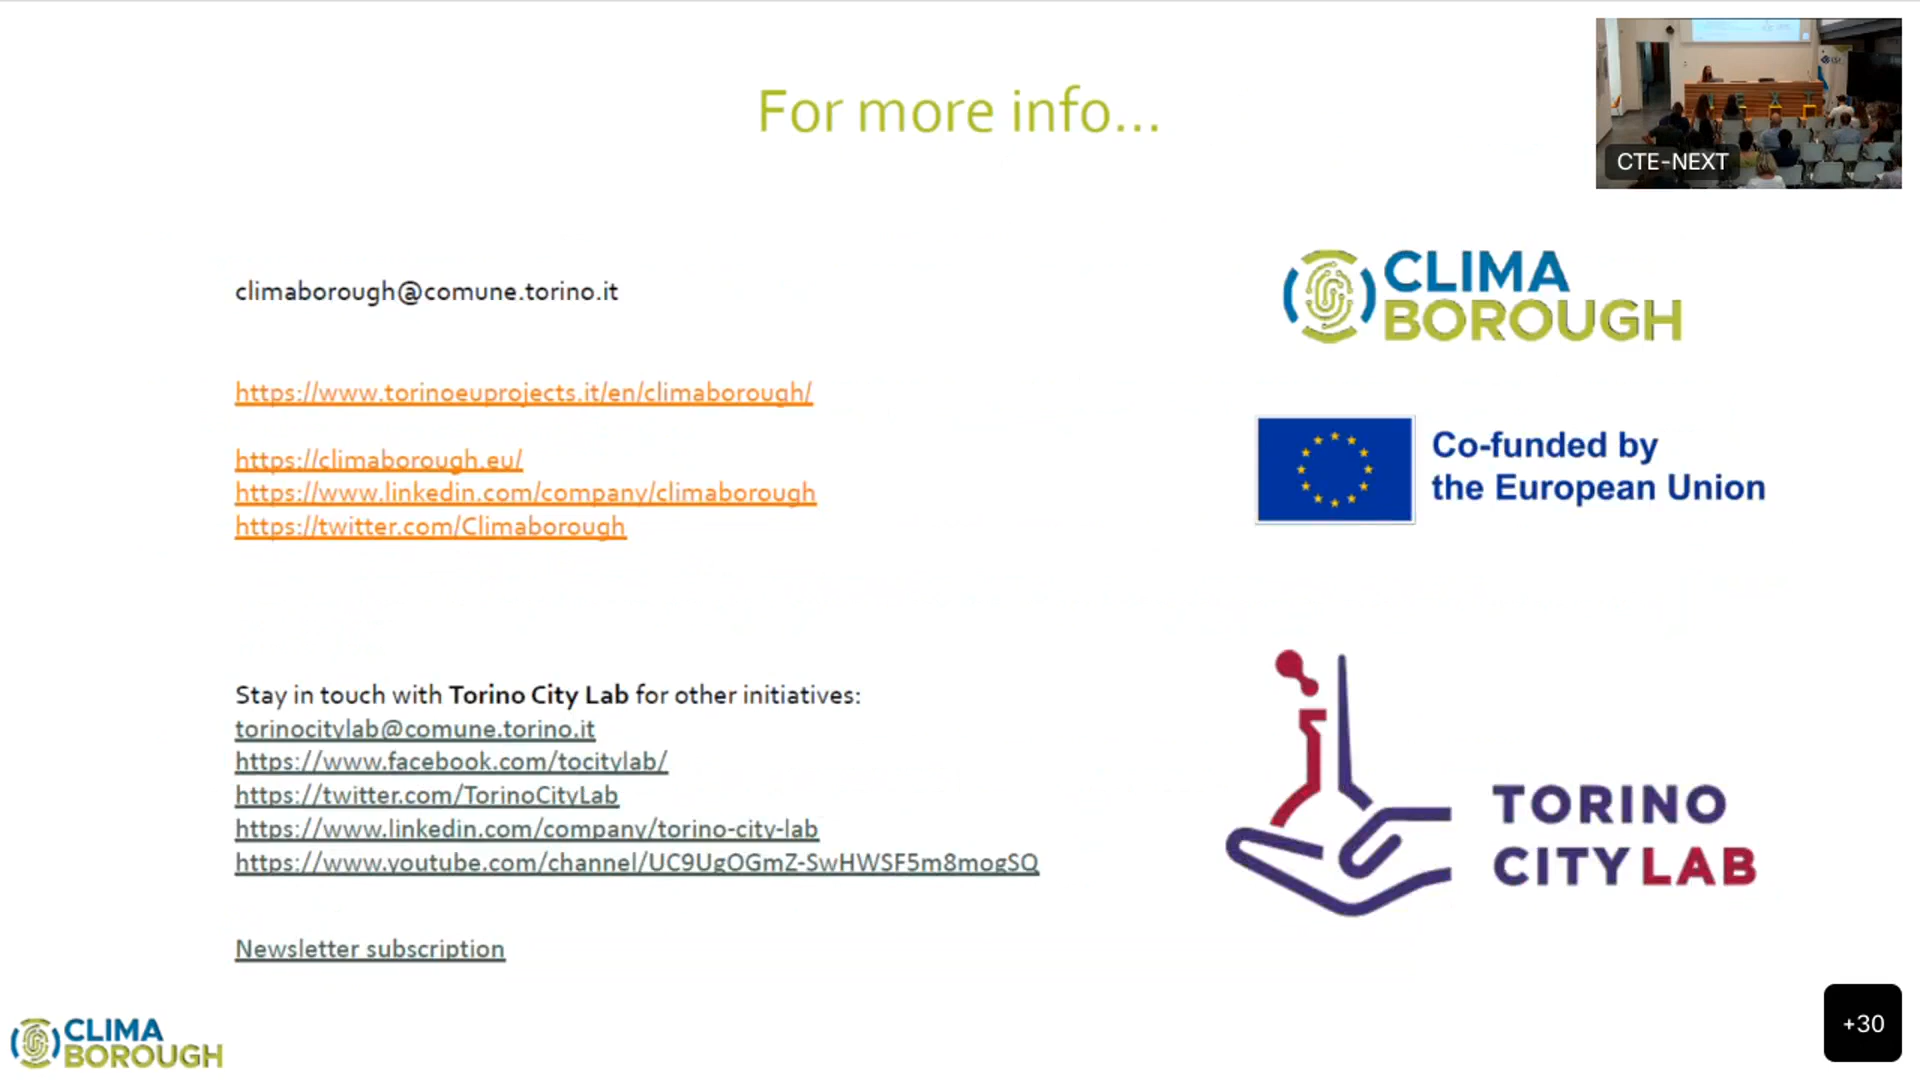 For more info...
CTE-NEXT
climaborough@comune.torino.it
https://www.torinoeuprojects.it/en/climaborough/
https://climaborough.eu/
https://www.linkedin.com/company/climaborough
https://twitter.com/Climaborough
CLIMA
BOROUGH
Co-funded by
the European Union
Stay in touch with Torino City Lab for other initiatives:
torinocitylab@comune.torino.it
https://www.facebook.com/tocitylab/
https://twitter.com/TorinoCityLab
https://www.linkedin.com/company/torino-city-lab
https://www.youtube.com/channel/UC9UgOGmZ-SwHWSF5m8mogSQ
Newsletter subscription
TORINO
CITYLAB
CLIMA
BOROUGH
+30